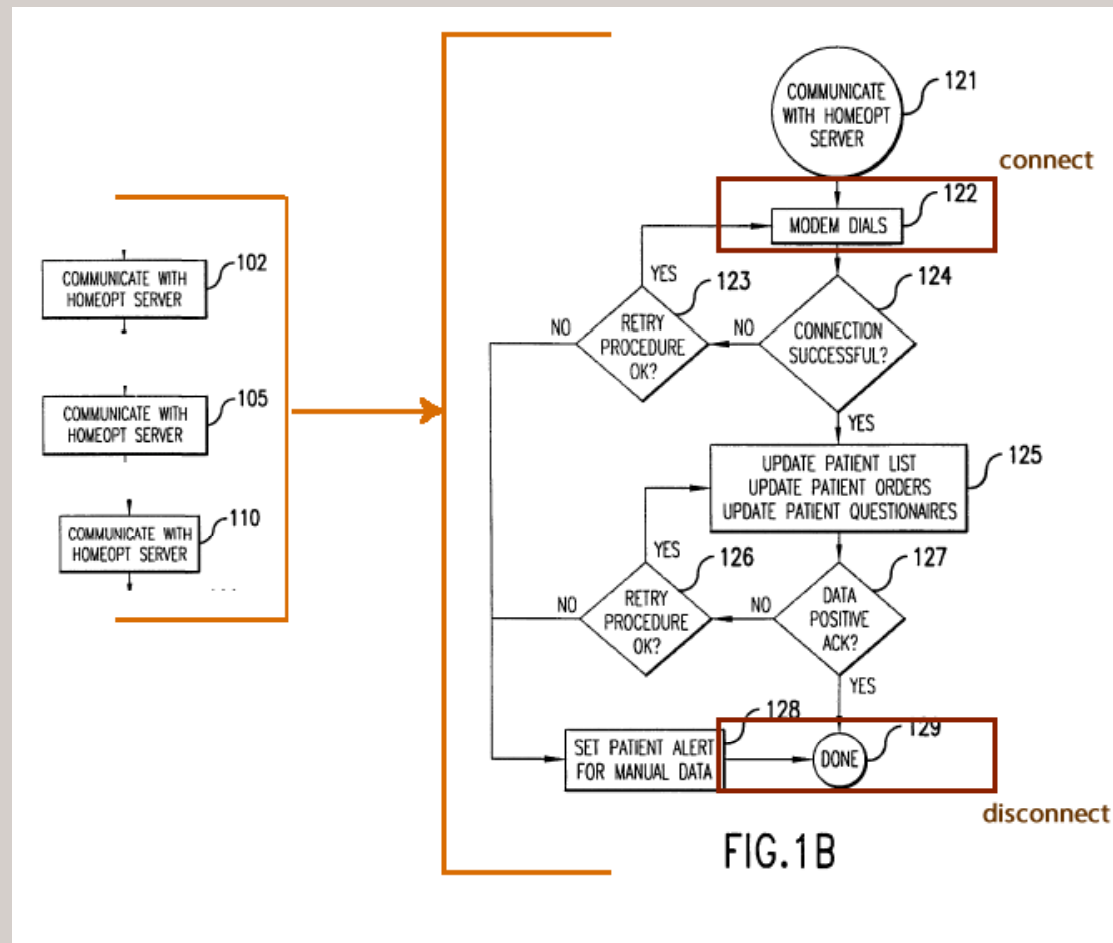 COMMUNICATE WITH
HOMEOPT SERVER
102
COMMUNICATE WITH
HOMEOPT SERVER
105
COMMUNICATE WITH
HOMEOPT SERVER
110
...
COMMUNICATE
WITH HOMEOPT
SERVER
121
connect
MODEM DIALS
122
YES
123
124
NO
RETRY
PROCEDURE
OK?
NO
CONNECTION
SUCCESSFUL?
YES
UPDATE PATIENT LIST
UPDATE PATIENT ORDERS
UPDATE PATIENT QUESTIONAIRES
125
YES
126
127
NO
RETRY
PROCEDURE
OK?
NO
DATA
POSITIVE
ACK?
YES
128
SET PATIENT ALERT
FOR MANUAL DATA
DONE
129
disconnect
FIG.1B